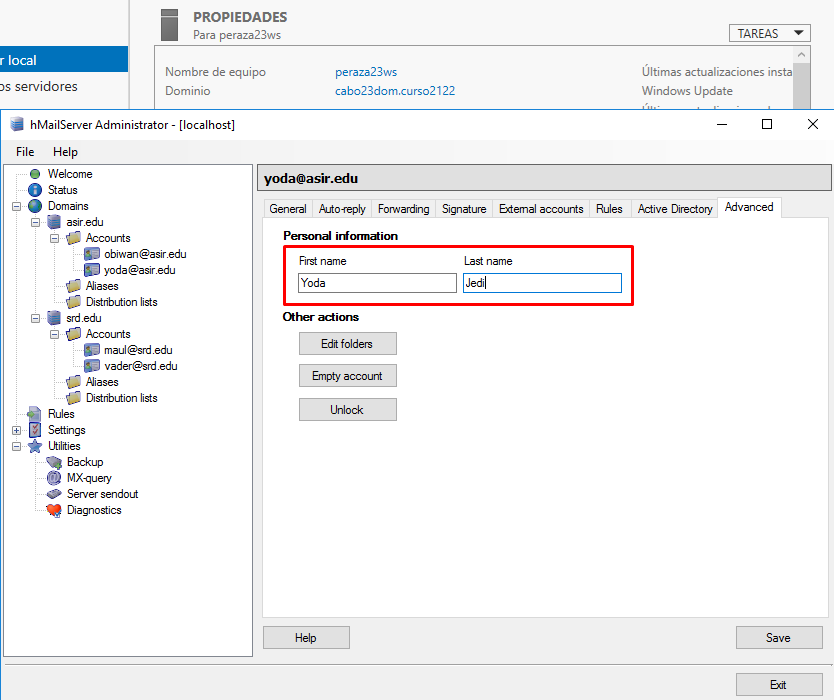 PROPIEDADES
Para peraza23ws
TAREAS
r local
os servidores
Nombre de equipo peraza23ws Últimas actualizaciones insta
Dominio cabo23dom.curso2122 Windows Update
hMailServer Administrator - [localhost]
File Help
Welcome
Status
Domains
asir.edu
Accounts
obiwan@asir.edu
yoda@asir.edu
Aliases
Distribution lists
srd.edu
Accounts
maul@srd.edu
vader@srd.edu
Aliases
Distribution lists
Rules
Settings
Utilities
Backup
MX-query
Server sendout
Diagnostics
yoda@asir.edu
General Auto-reply Forwarding Signature External accounts Rules Active Directory Advanced
Personal information
First name Last name
Yoda Jedi
Other actions
Edit folders
Empty account
Unlock
Help Save
Exit